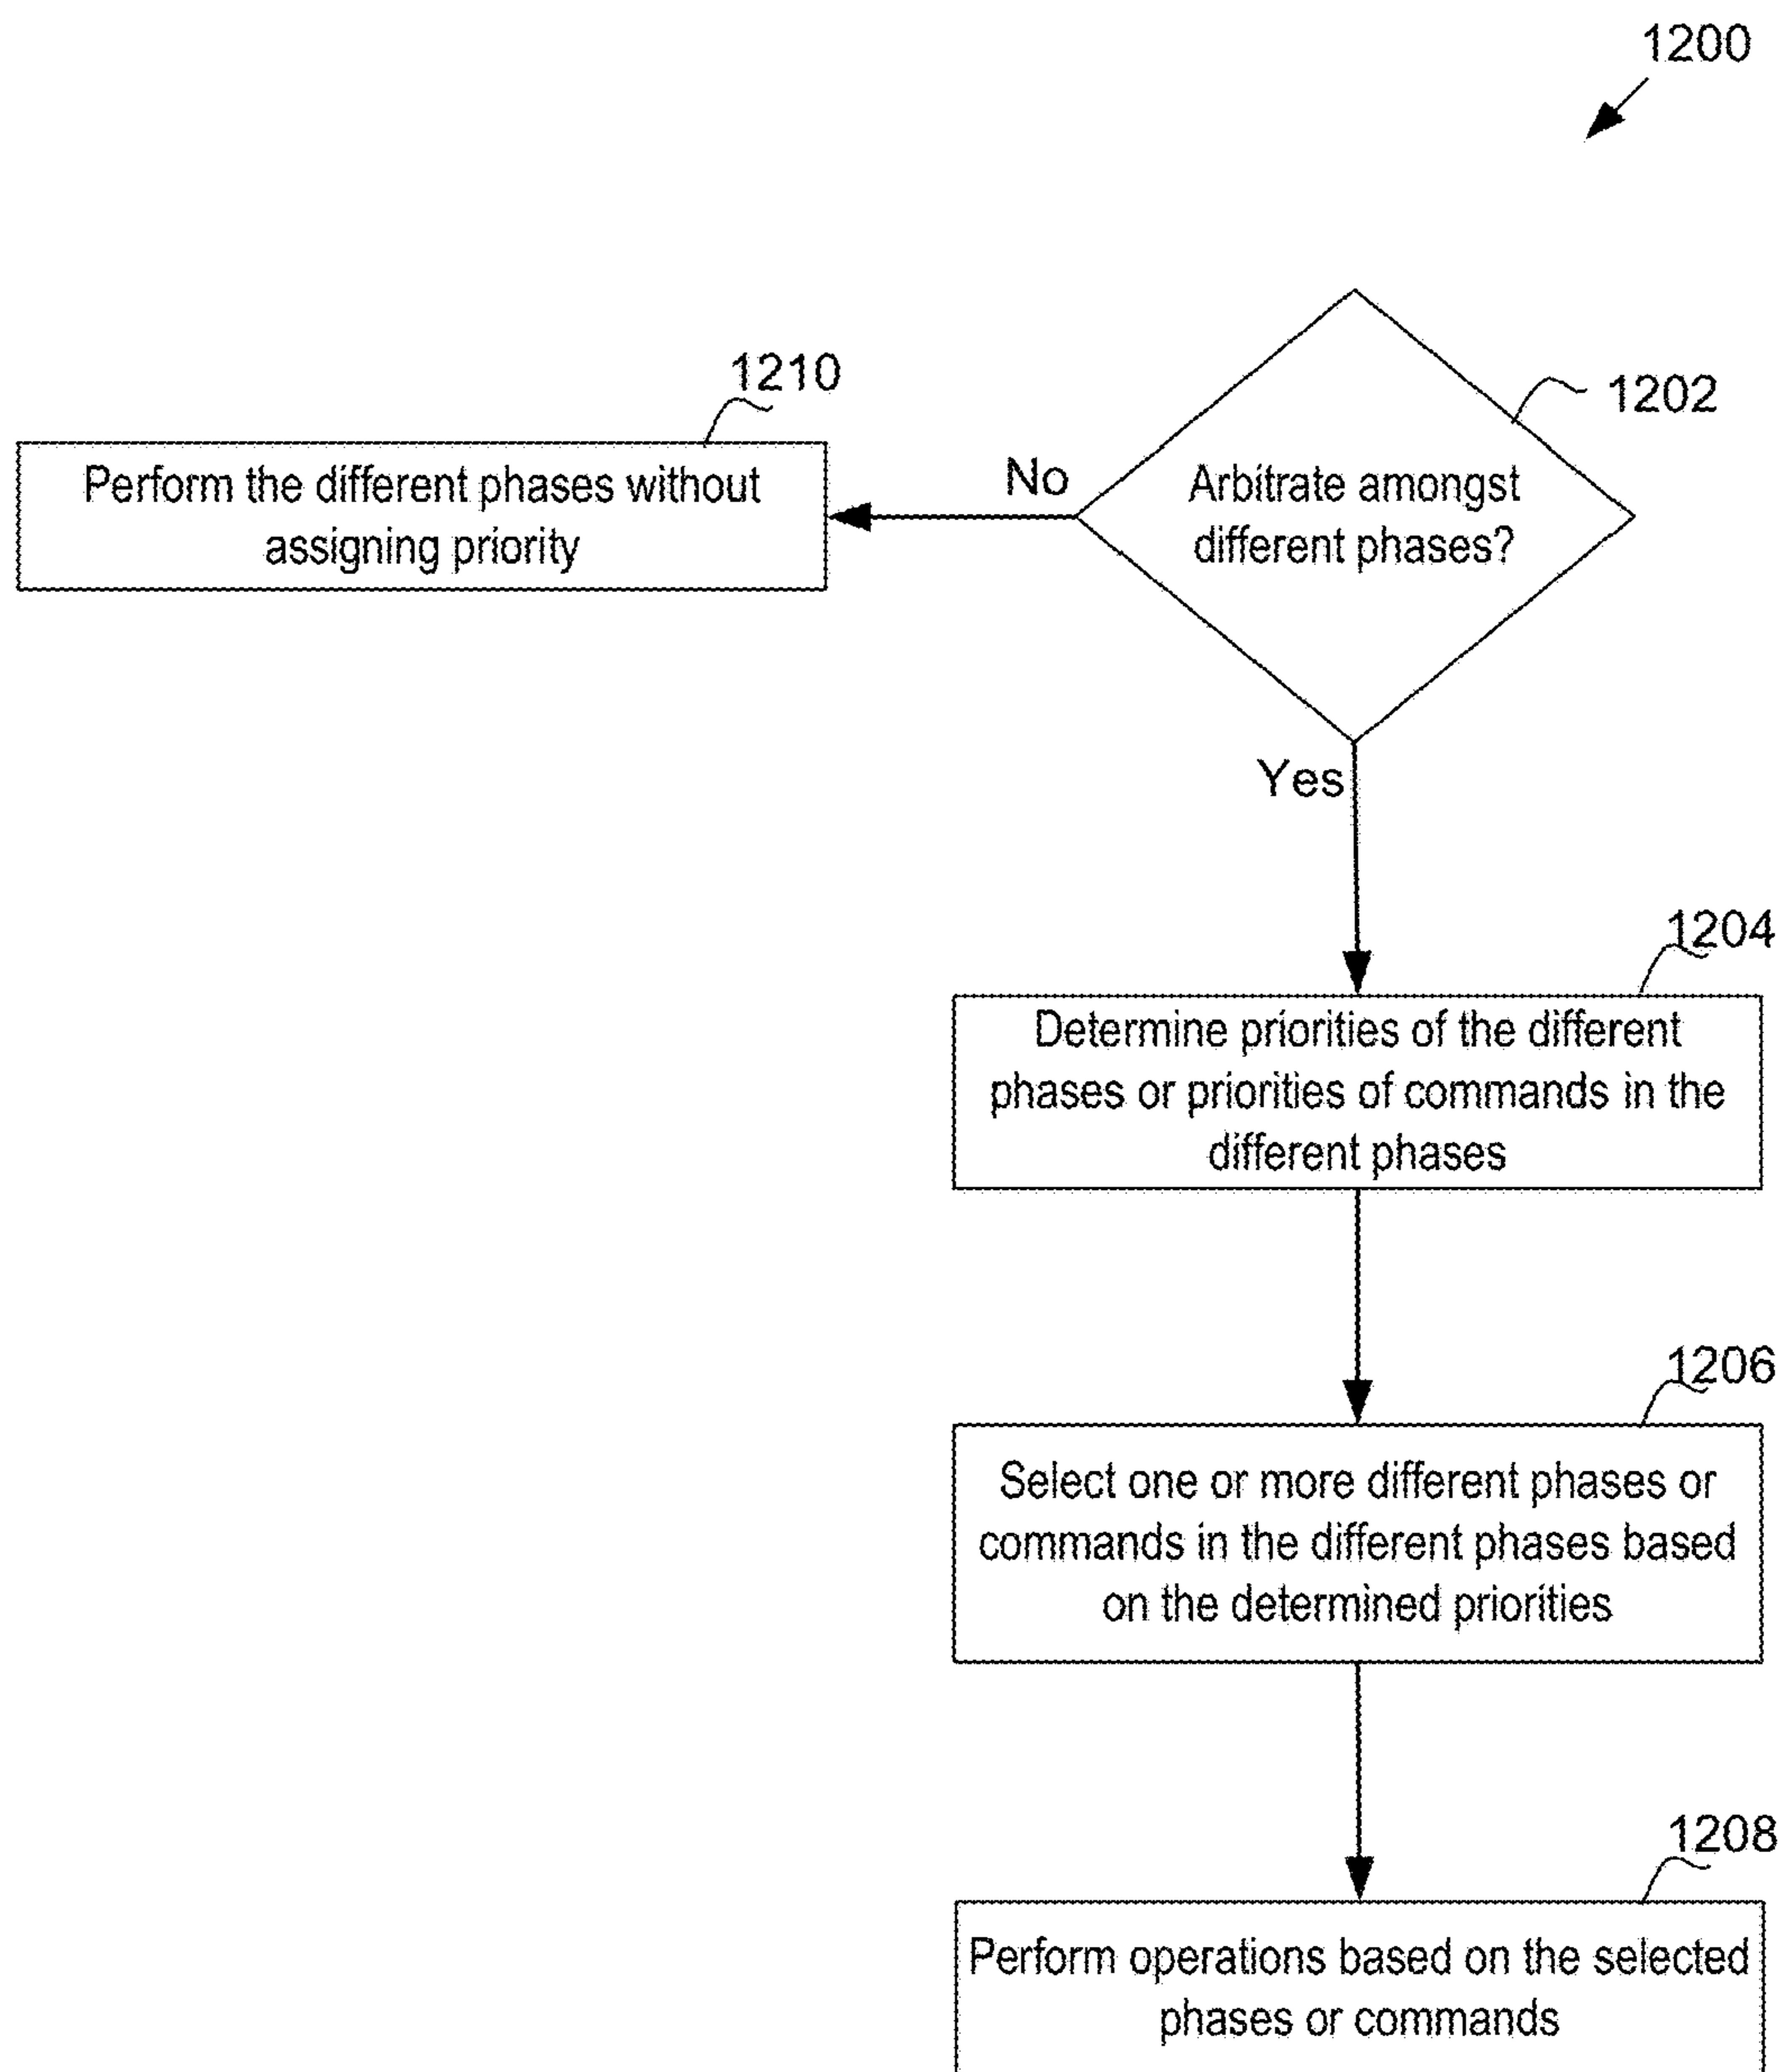 1200
1210
1202
Perform the different phases without
assigning priority
No
Arbitrate amongst
different phases?
Yes
1204
Determine priorities of the different
phases or priorities of commands in the
different phases
1206
Select one or more different phases or
commands in the different phases based
on the determined priorities
1208
Perform operations based on the selected
phases or commands